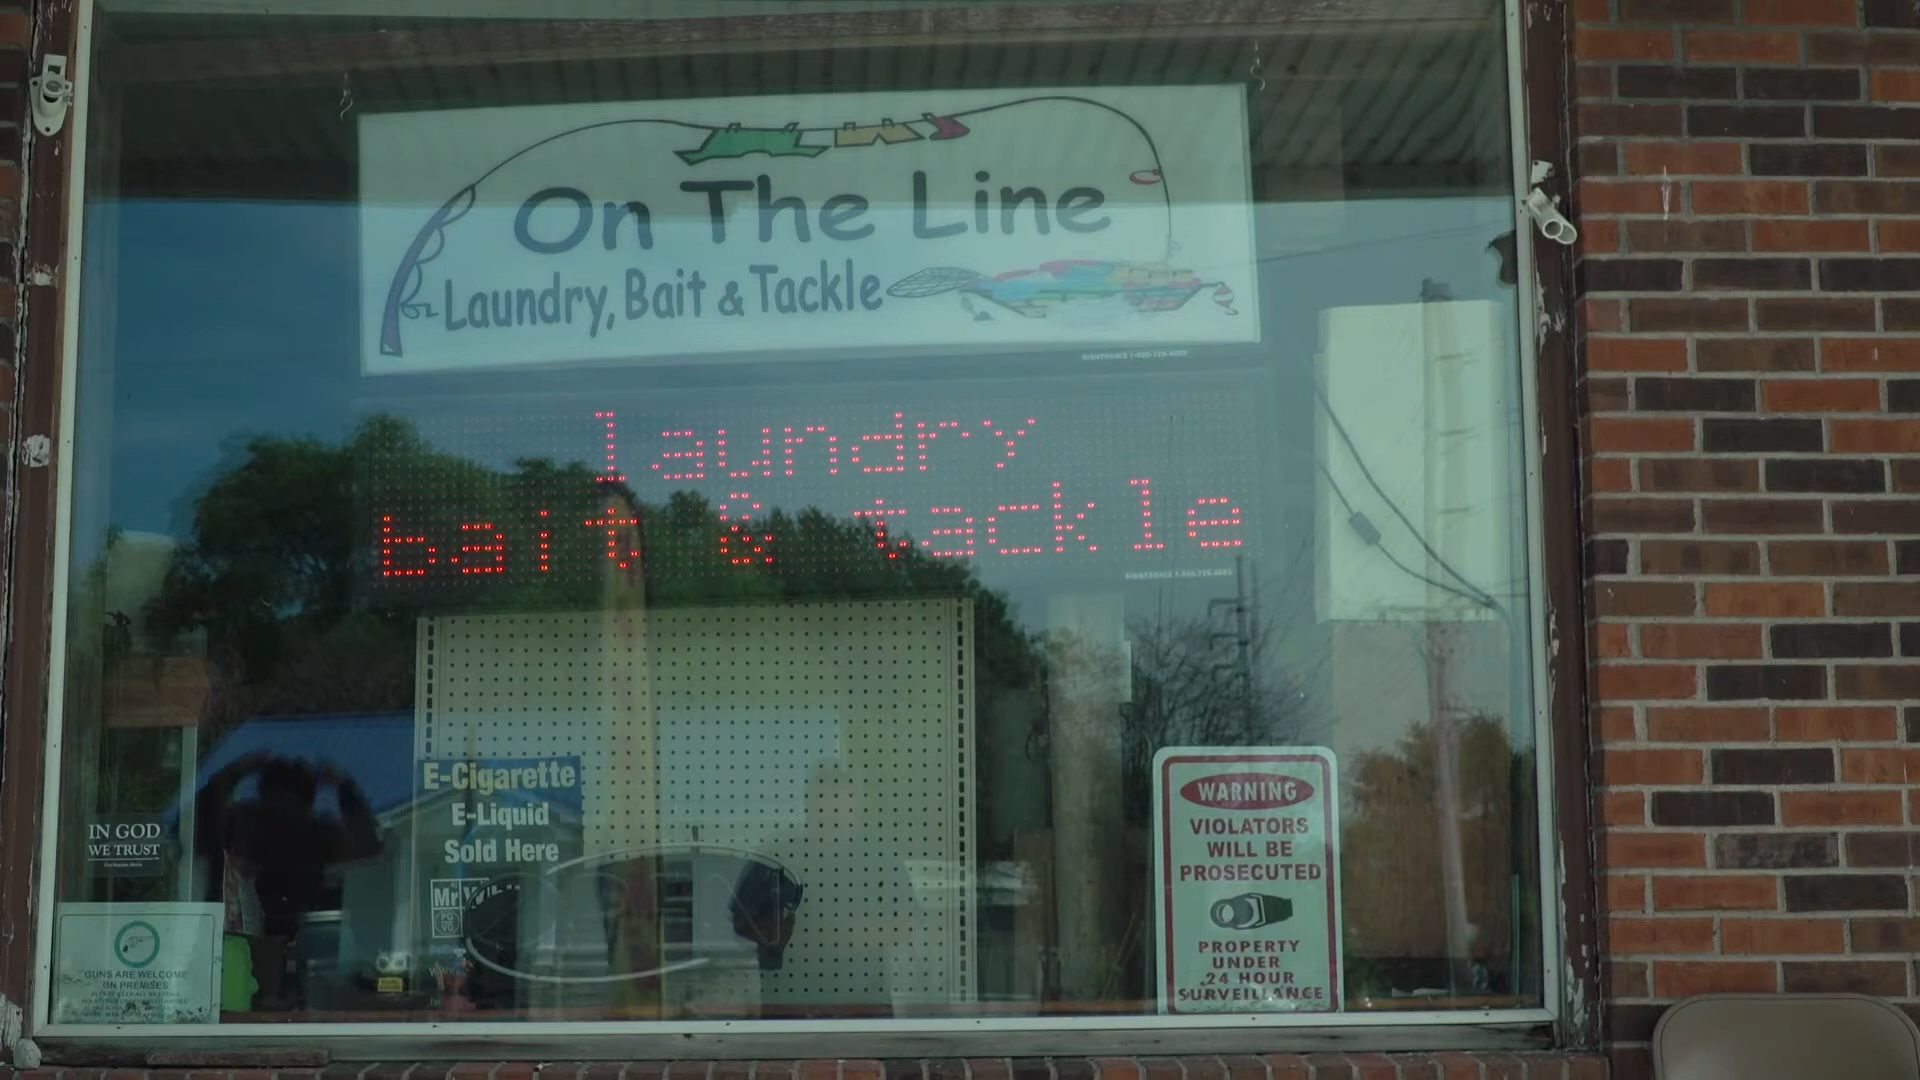 On The Line
Laundry, Bait & Tackle
laundry
bait & tackle
E-Cigarette
E-Liquid
Sold Here
IN GOD
WE TRUST
WARNING
VIOLATORS
WILL BE
PROSECUTED
PROPERTY
UNDER
24 HOUR
SURVEILLANCE
GUNS ARE WELCOME
ON PREMISES